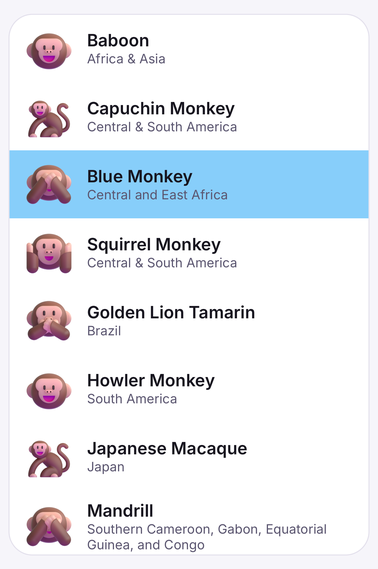 Baboon
Africa & Asia
Capuchin Monkey
Central & South America
Blue Monkey
Central and East Africa
Squirrel Monkey
Central & South America
Golden Lion Tamarin
Brazil
Howler Monkey
South America
Japanese Macaque
Japan
Mandrill
Southern Cameroon, Gabon, Equatorial
Guinea, and Congo